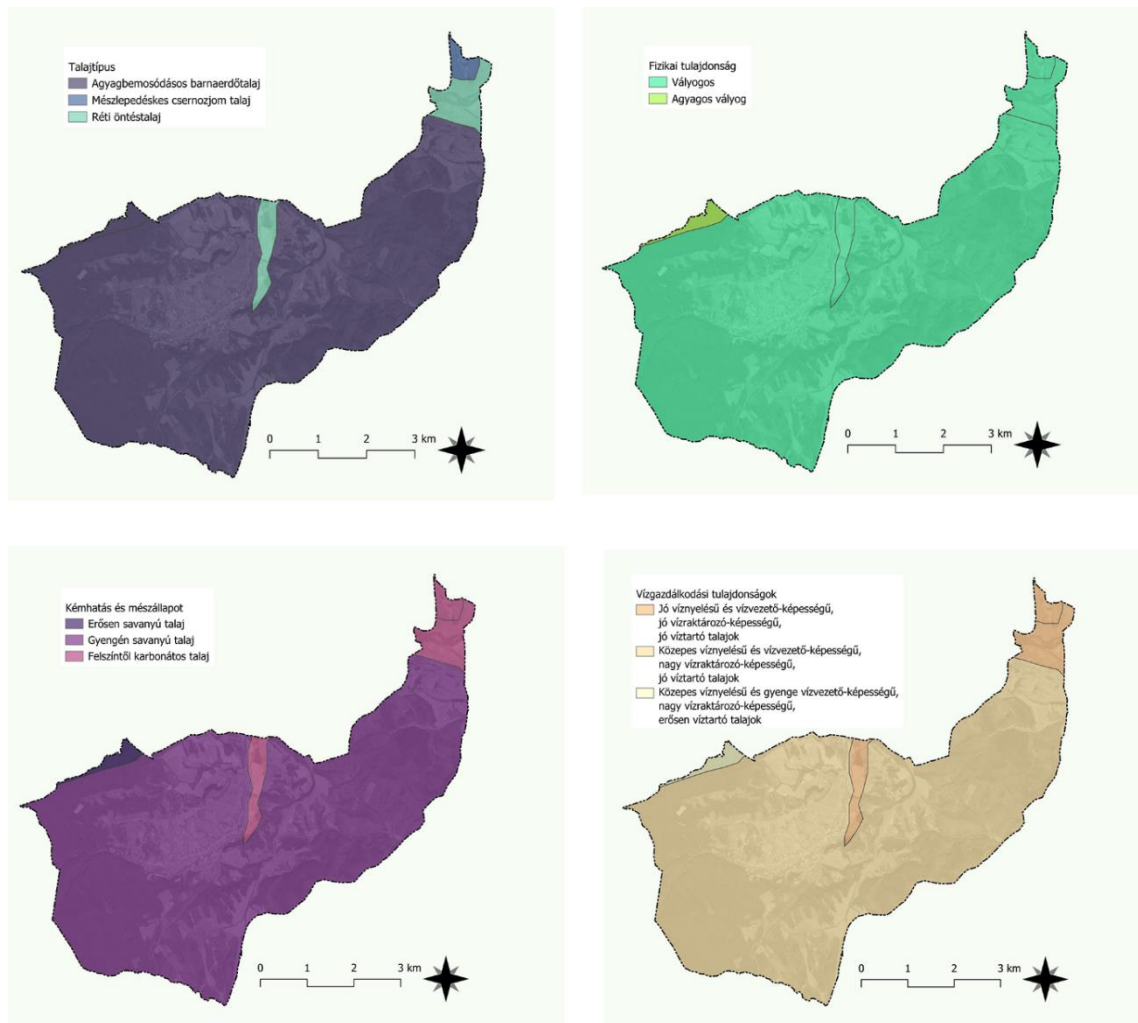 Talajtípus
Agyagbemosódásos barnaerdőtalaj
Mészlepedéskes csernozjom talaj
Réti öntéstalaj
0 1 2 3 km
Fizikai tulajdonság
Vályogos
Agyagos vályog
0 1 2 3 km
Kémhatás és mészállapot
Erősen savanyú talaj
Gyengén savanyú talaj
Felszíntől karbonátos talaj
0 1 2 3 km
Vízgazdálkodási tulajdonságok
Jó víznyelésű és vízvezető-képességű,
jó vízraktározó-képességű,
jó víztartó talajok
Közepes víznyelésű és vízvezető-képességű,
nagy vízraktározó-képességű,
jó víztartó talajok
Közepes víznyelésű és gyenge vízvezető-képességű,
nagy vízraktározó-képességű,
erősen víztartó talajok
0 1 2 3 km